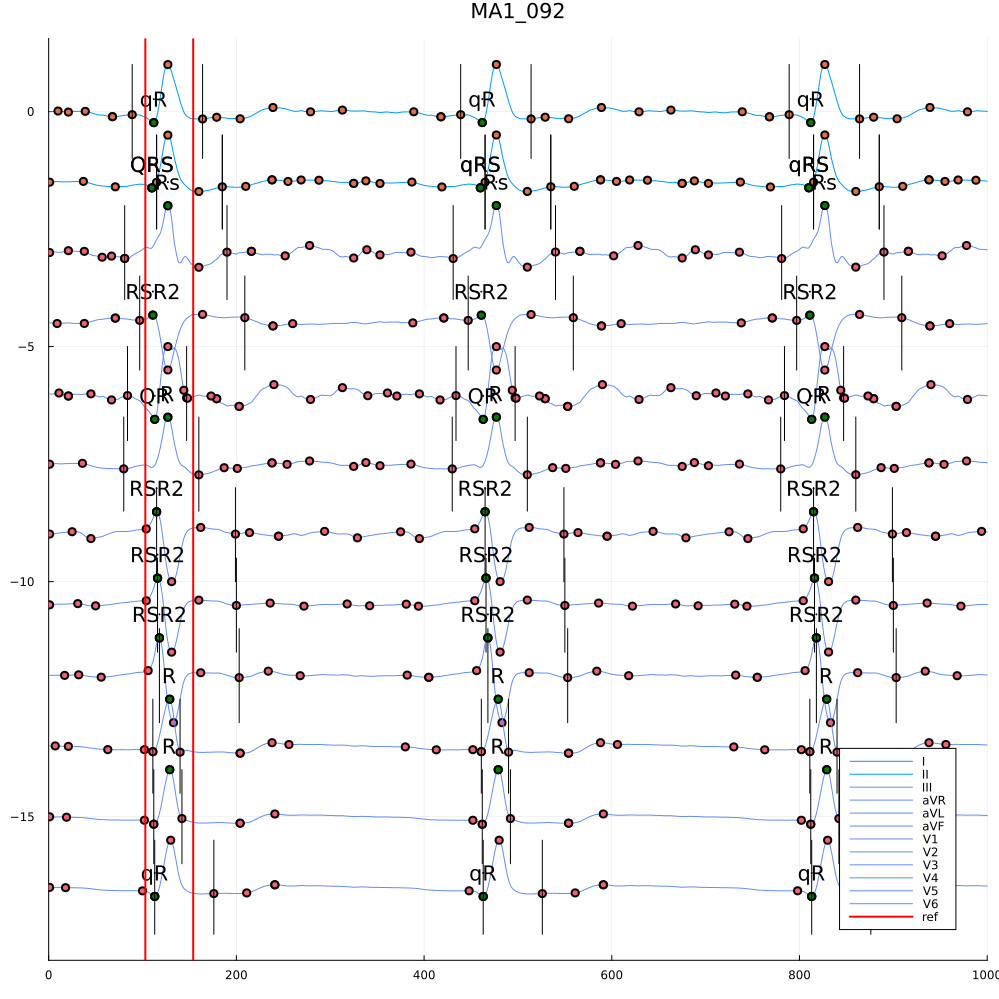 MA1_092
0
qR qR qR
QRS qRS qRS
Rs Rs Rs
RSR2 RSR2 RSR2
−5
QR R QR R QR R
RSR2 RSR2 RSR2
−10
RSR2 RSR2 RSR2
RSR2 RSR2 RSR2
R R R
R R R
−15
qR qR qR
I
II
III
aVR
aVL
aVF
V1
V2
V3
V4
V5
V6
ref
0 200 400 600 800 1000